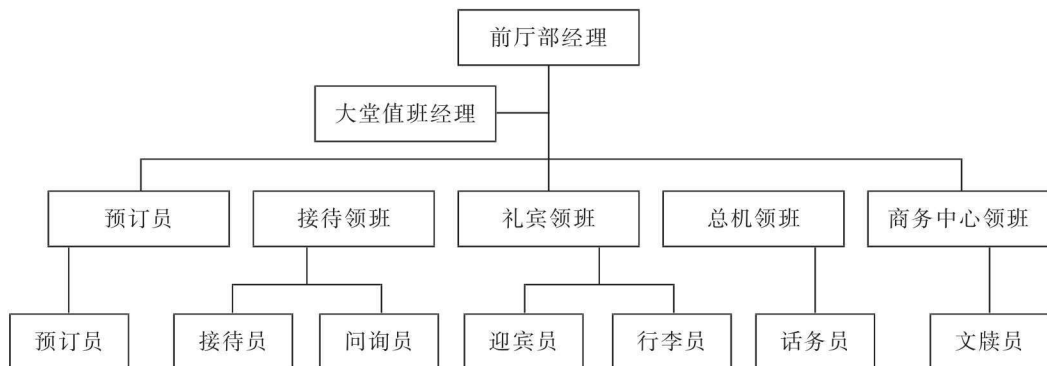 前厅部经理
大堂值班经理
预订员
接待领班
礼宾领班
总机领班
商务中心领班
预订员
接待员
问询员
迎宾员
行李员
话务员
文牍员